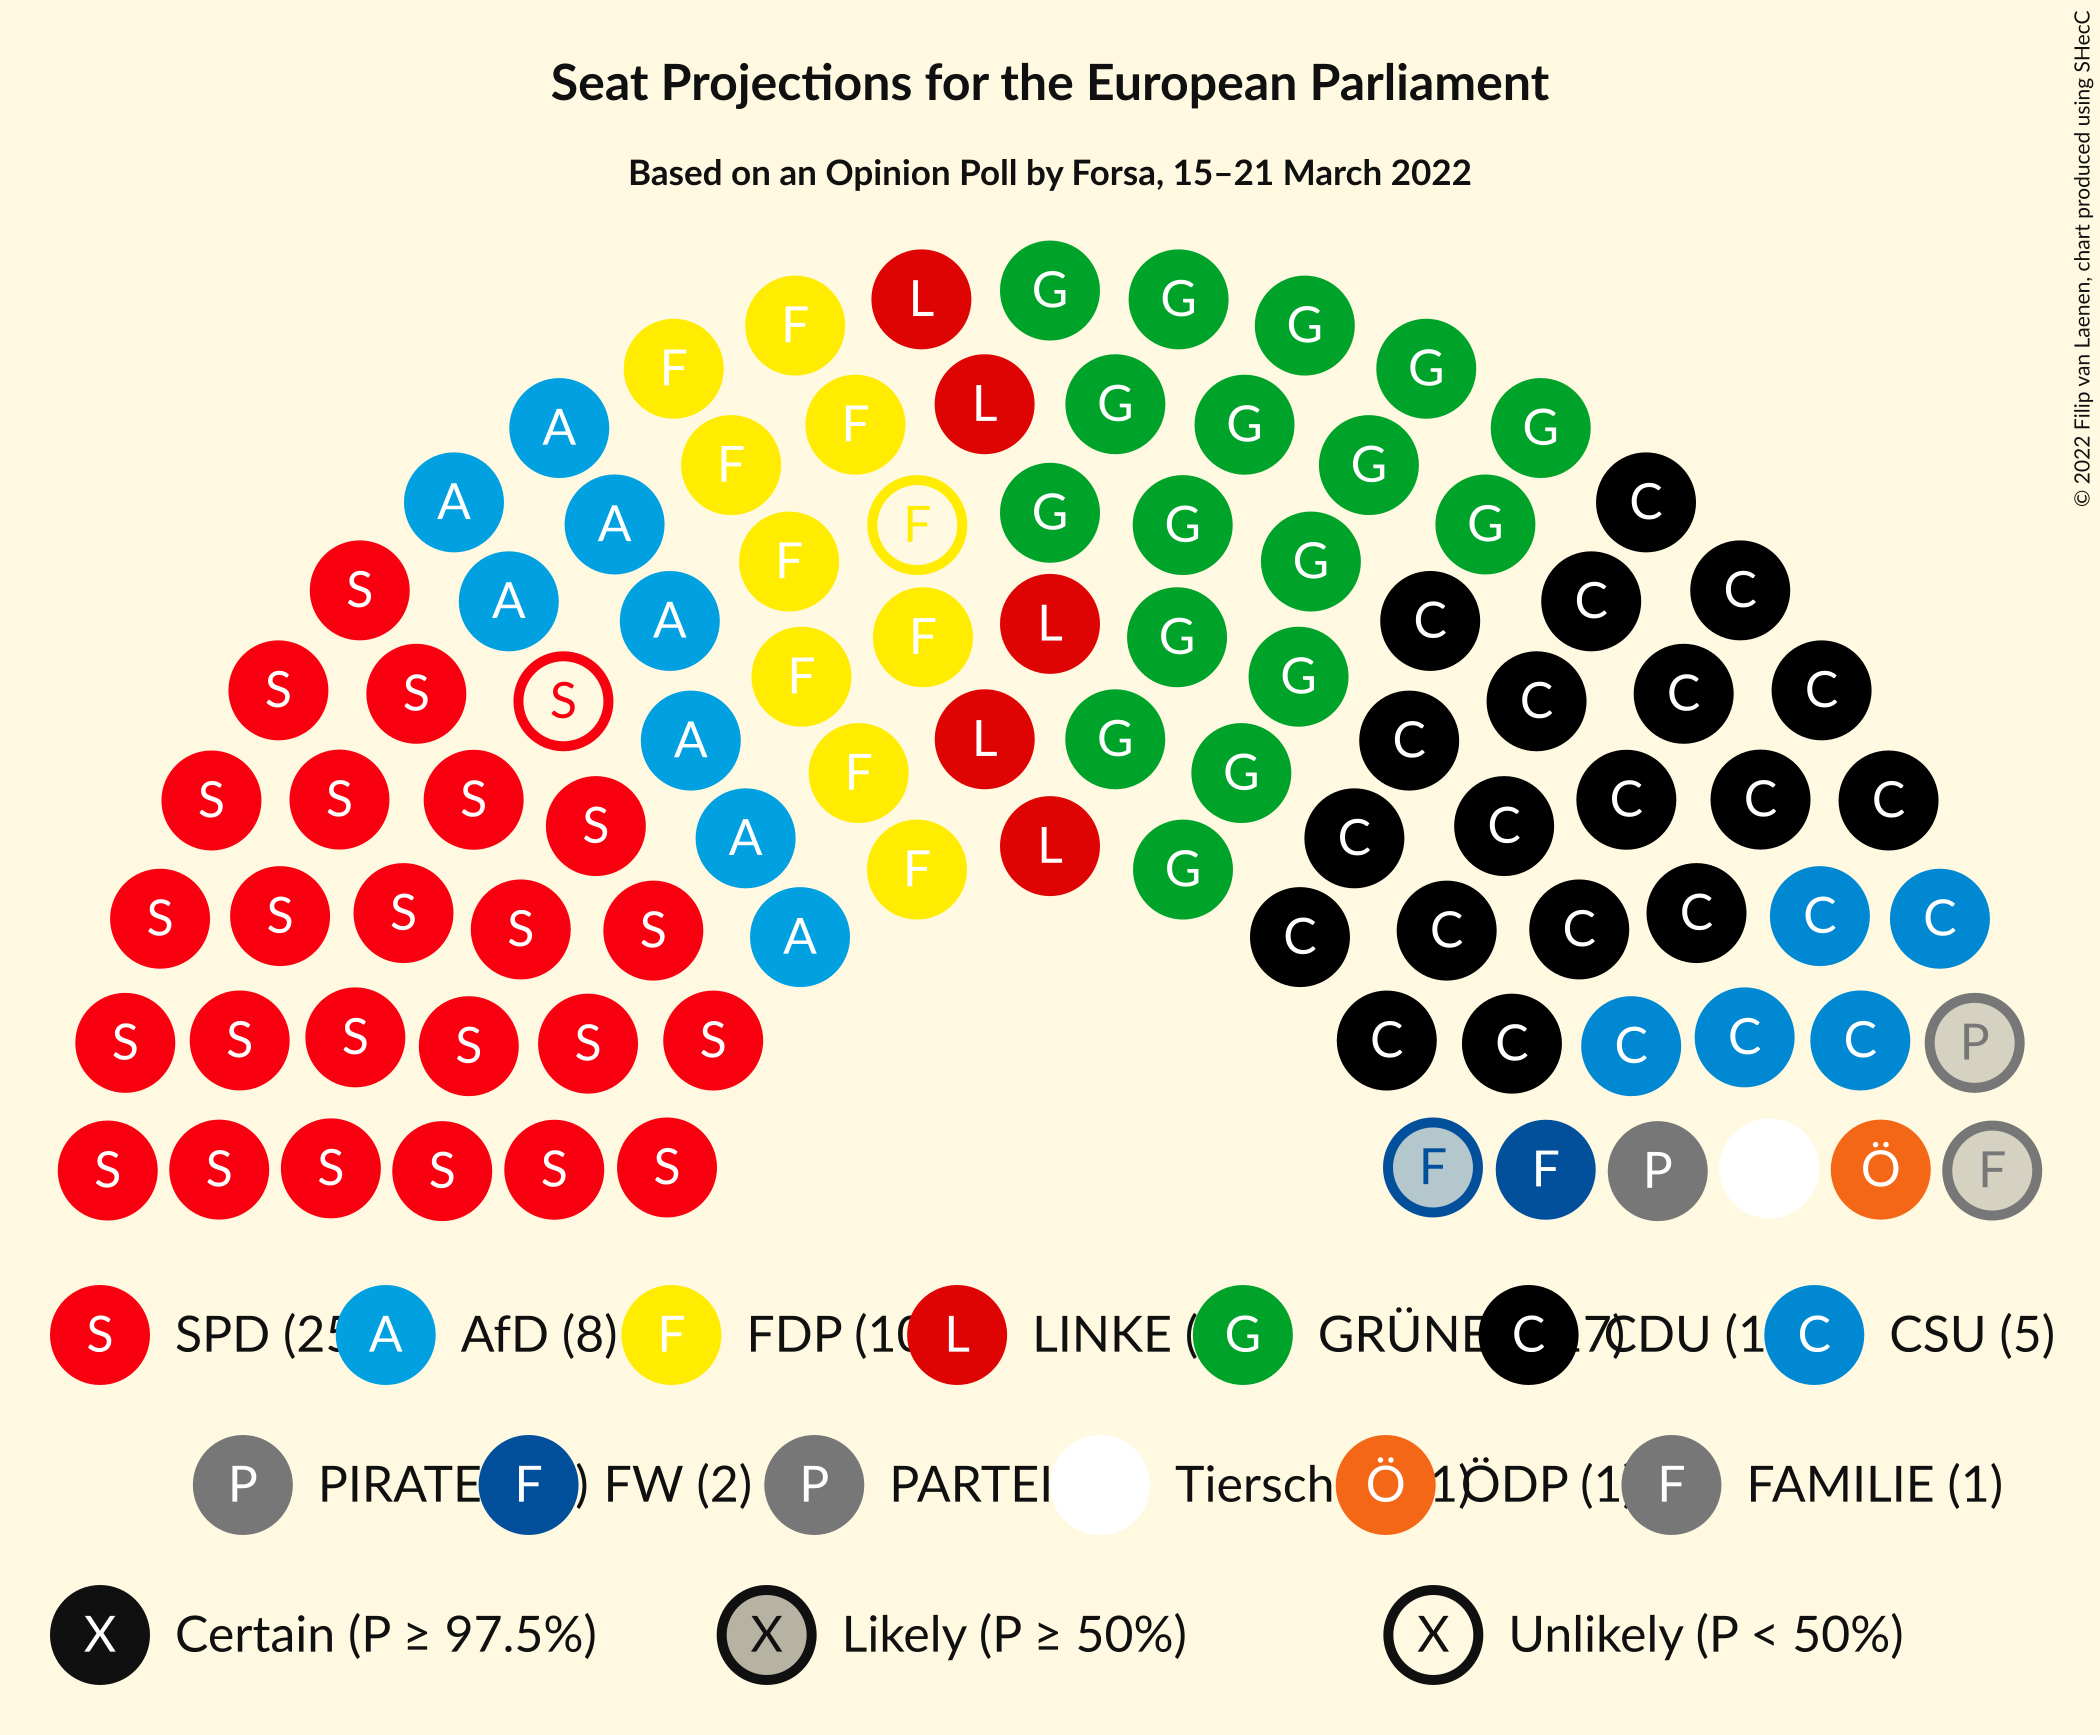 Seat Projections for the European Parliament
Based on an Opinion Poll by Forsa, 15–21 March 2022
© 2022 Filip van Laenen, chart produced using SHecC
L G G G
F F G G
A F L G G G
A A F F G G C
S A A F F G G G C C C
S S S A F F L G G C C C C
S S S S A F L G G C C C C C
S S S S S A F L G C C C C C C
S S S S S S C C C C C P
S S S S S S F F P Ö F
S SPD (25 A AfD (8) F FDP (10 L LINKE ( G GRÜNE C 7) CDU (1 C CSU (5)
P PIRATE F ) FW (2) P PARTEI Tiersch Ö 1) ÖDP (1) F FAMILIE (1)
X Certain (P ≥ 97.5%) X Likely (P ≥ 50%) X Unlikely (P < 50%)